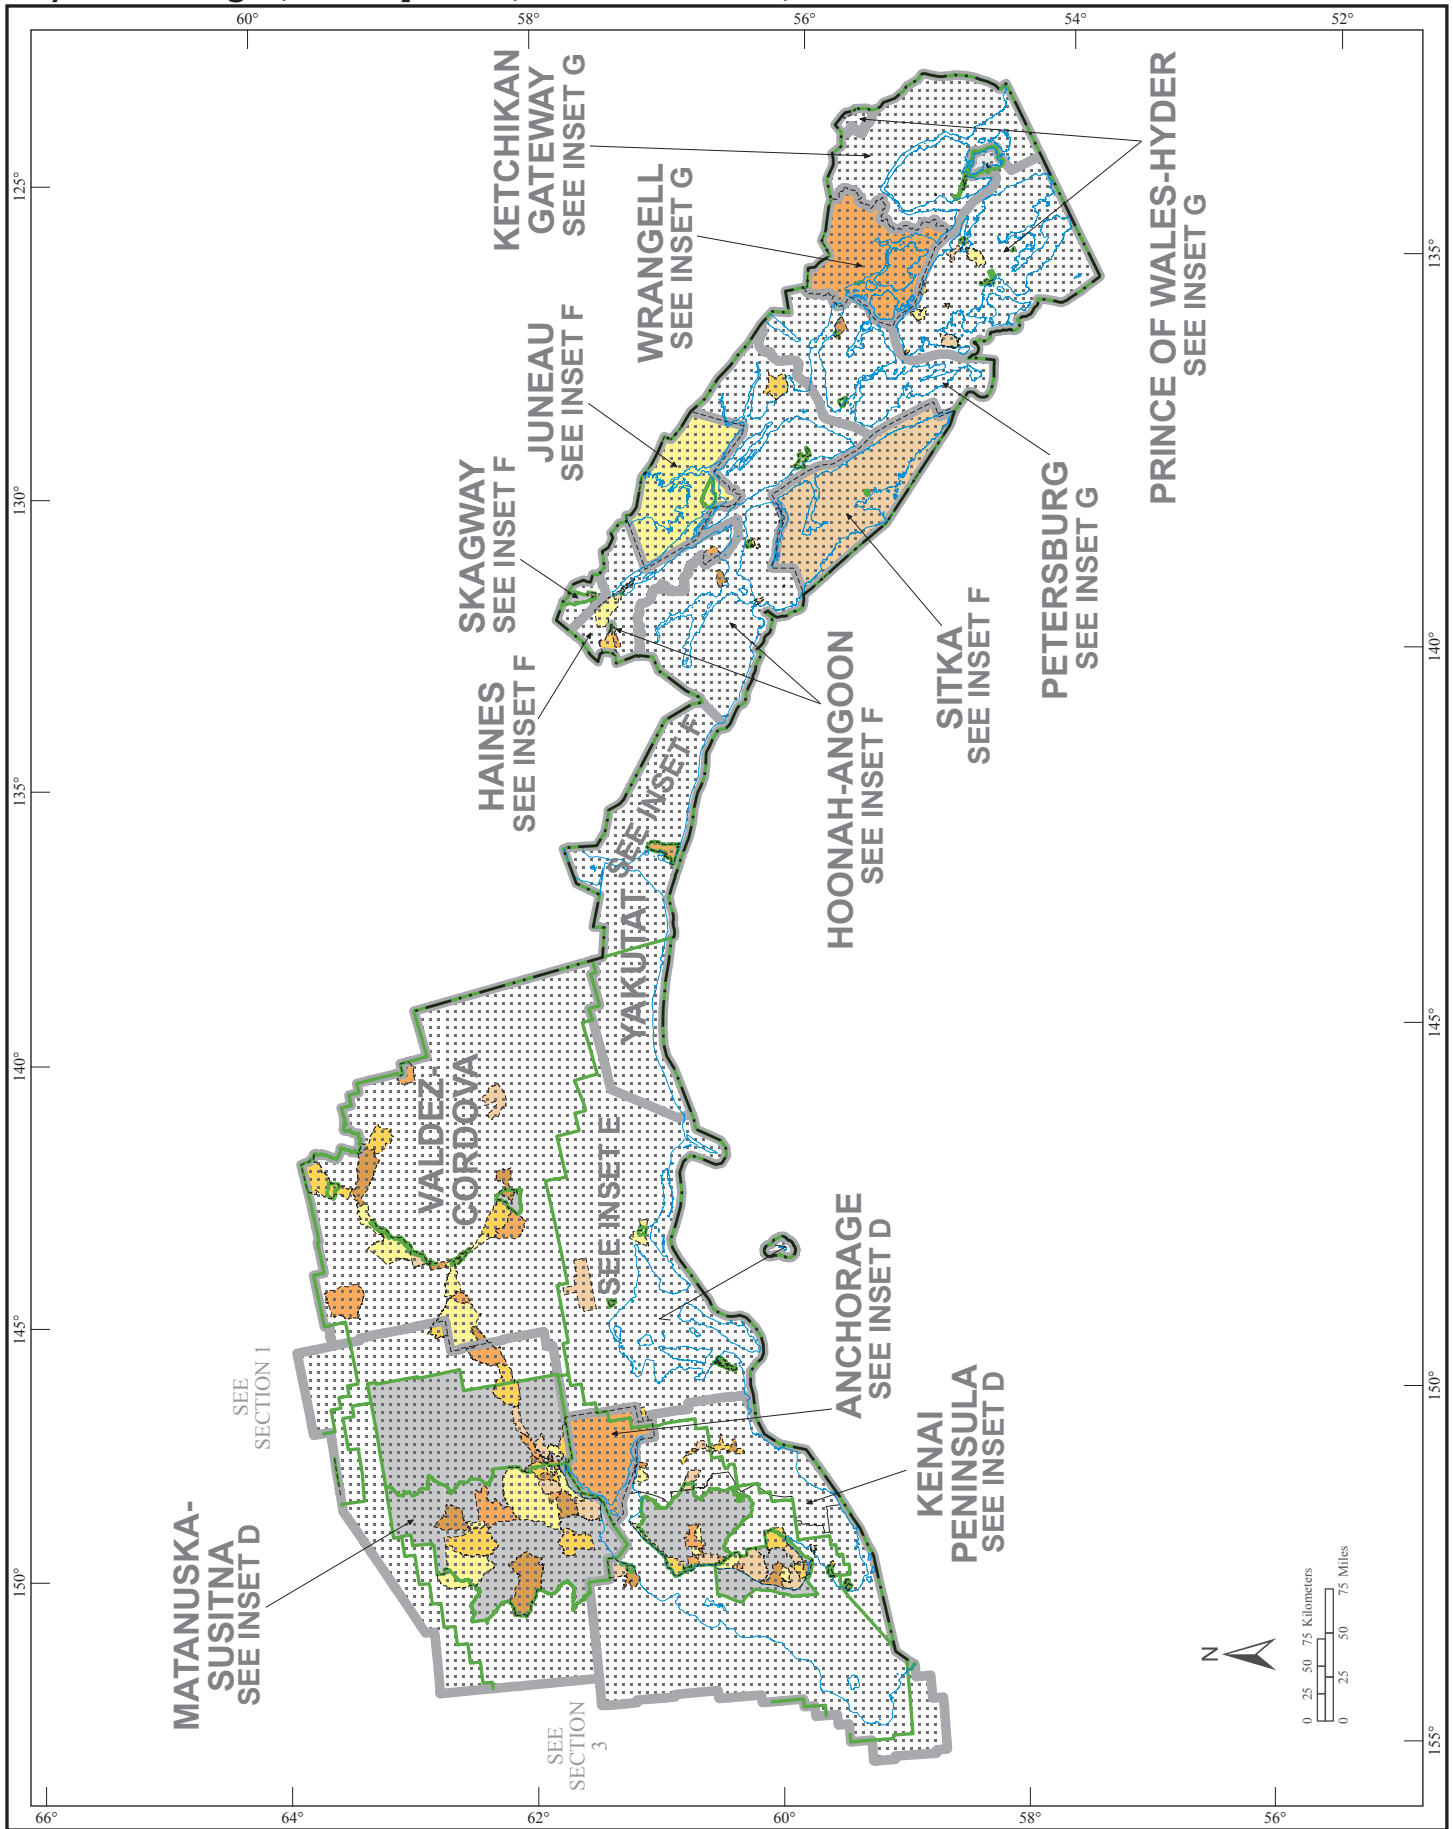 60°
58°
56°
54°
52°
125°
130°
135°
140°
145°
150°
135°
140°
145°
150°
155°
66°
64°
62°
60°
58°
56°
KETCHIKAN
GATEWAY
SEE INSET G
WRANGELL
SEE INSET G
JUNEAU
SEE INSET F
SKAGWAY
SEE INSET F
HAINES
SEE INSET F
PRINCE OF WALES-HYDER
SEE INSET G
PETERSBURG
SEE INSET G
SITKA
SEE INSET F
HOONAH-ANGOON
SEE INSET F
YAKUTAT SEE INSET F
VALDEZ-
CORDOVA
SEE INSET E
ANCHORAGE
SEE INSET D
KENAI
PENINSULA
SEE INSET D
MATANUSKA-
SUSITNA
SEE INSET D
SEE
SECTION 1
SEE
SECTION
3
N
0 25 50 75 Kilometers
0 25 50 75 Miles